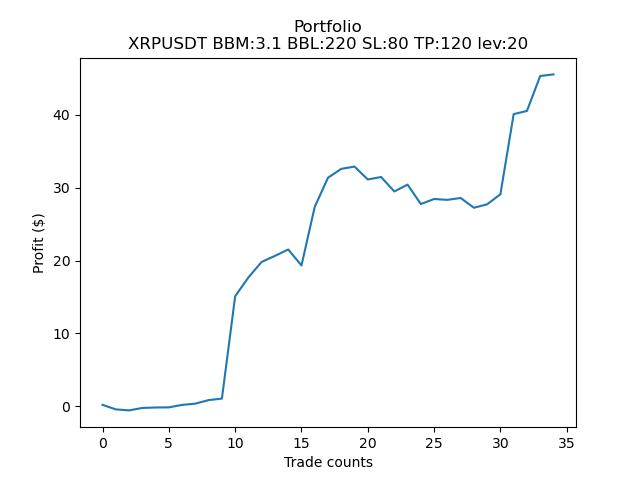 Portfolio
XRPUSDT BBM:3.1 BBL:220 SL:80 TP:120 lev:20
Profit ($)
40
30
20
10
0
0 5 10 15 20 25 30 35
Trade counts